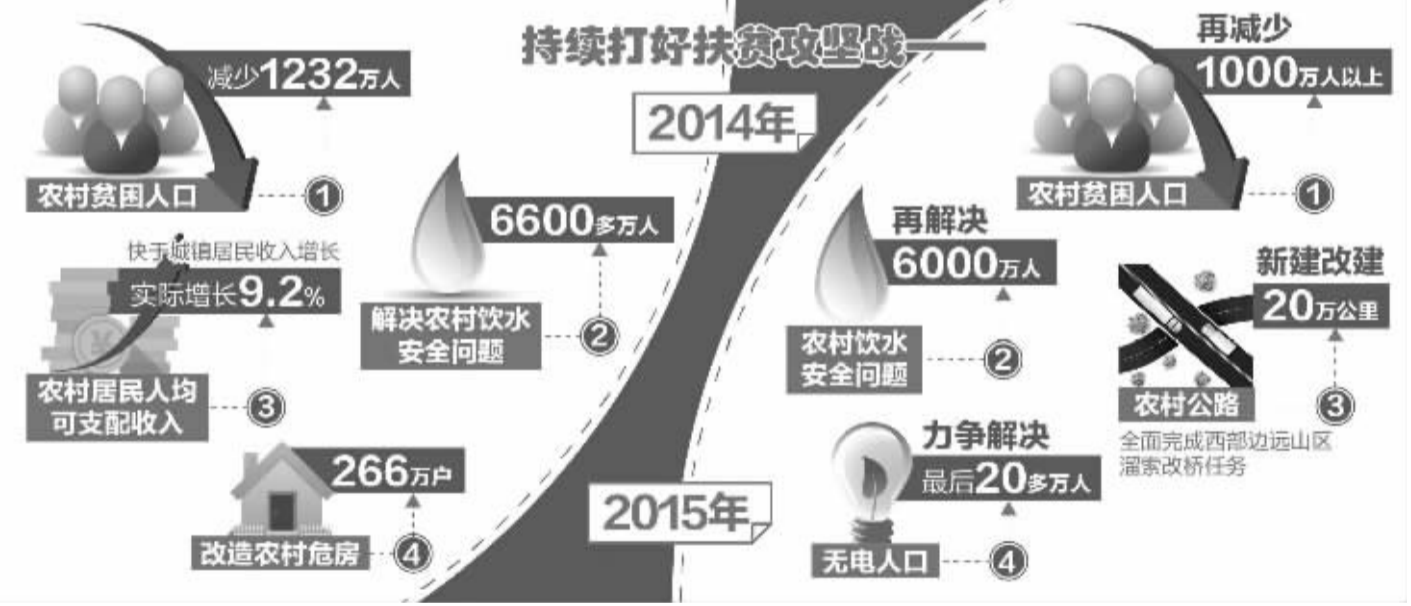 持续打好扶贫攻坚战
2014年
减少1232万人
农村贫困人口
1
6600多万人
解决农村饮水
安全问题
2
快于城镇居民收入增长
实际增长9.2%
农村居民人均
可支配收入
3
266万户
改造农村危房
4
2015年
再减少
1000万人以上
农村贫困人口
1
再解决
6000万人
农村饮水
安全问题
2
新建改建
20万公里
农村公路
3
全面完成西部边远山区
溜索改桥任务
力争解决
最后20多万人
无电人口
4